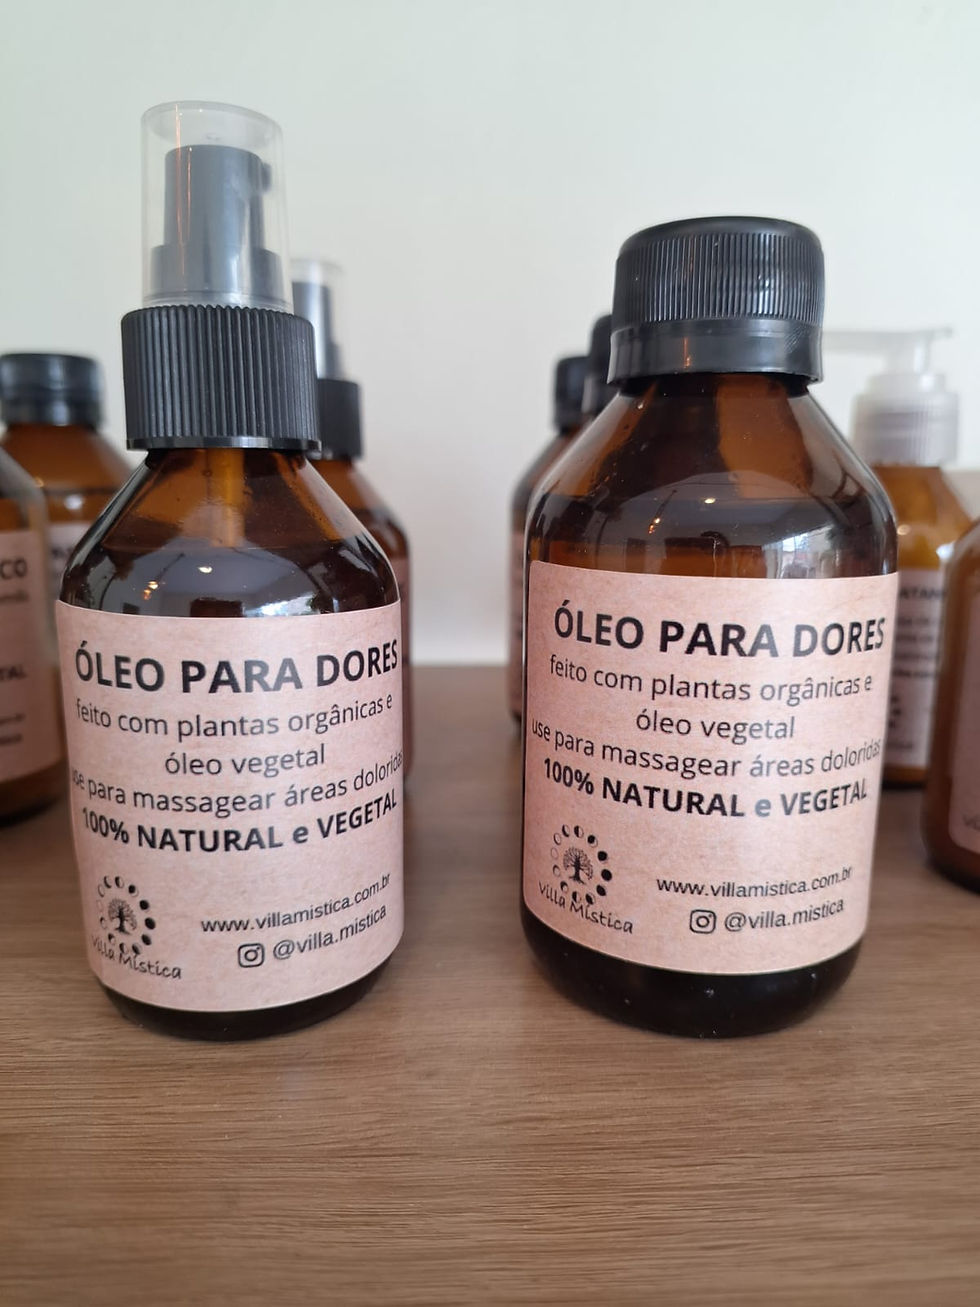 ÓLEO PARA DORES
feito com plantas orgânicas e
óleo vegetal
use para massagear áreas doloridas
100% NATURAL e VEGETAL
www.villamistica.com.br
@villa.mistica
Villa Mística
ÓLEO PARA DORES
feito com plantas orgânicas e
óleo vegetal
use para massagear áreas doloridas
100% NATURAL e VEGETAL
www.villamistica.com.br
@villa.mistica
Villa Mística